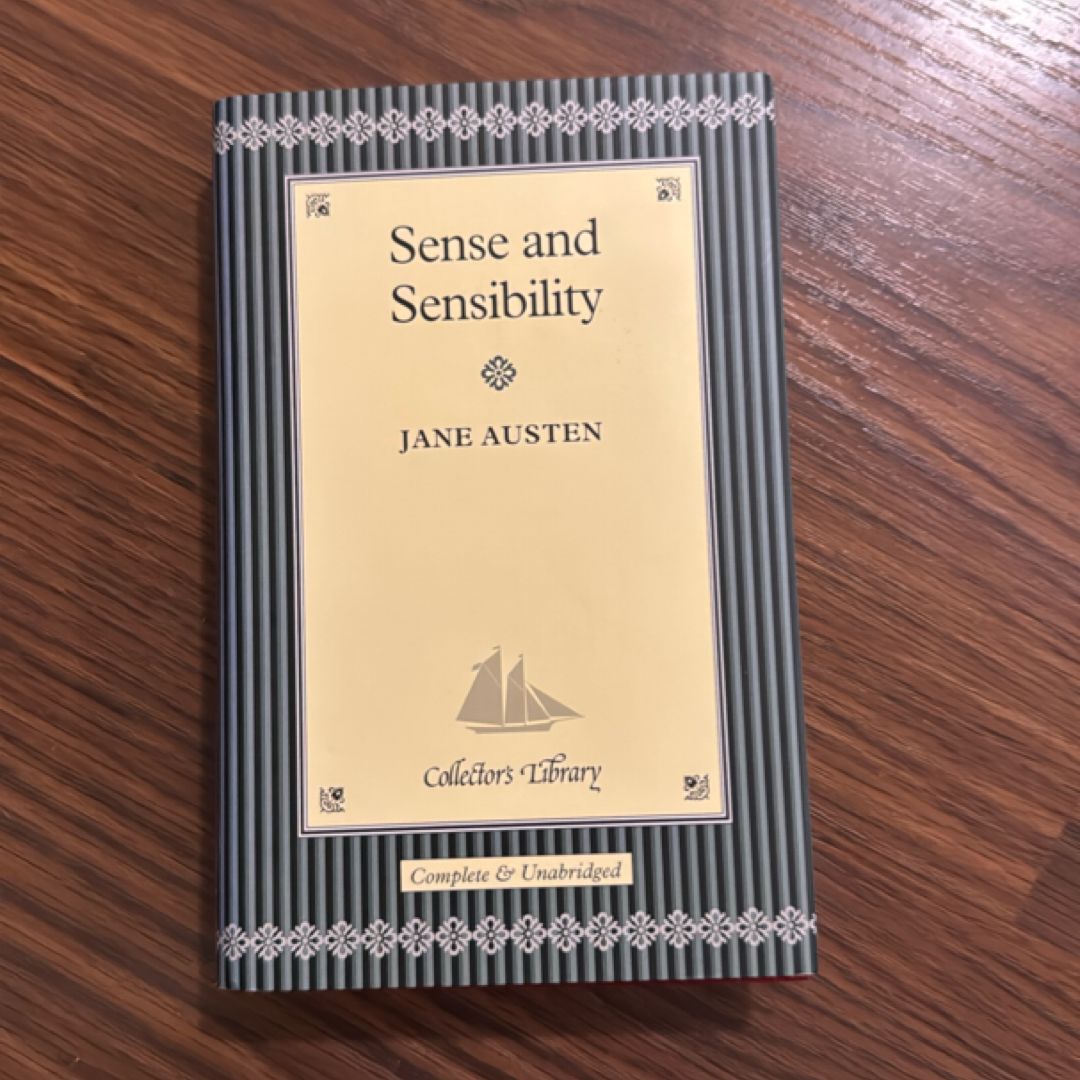 Sense and
Sensibility
JANE AUSTEN
Collector's Library
Complete & Unabridged